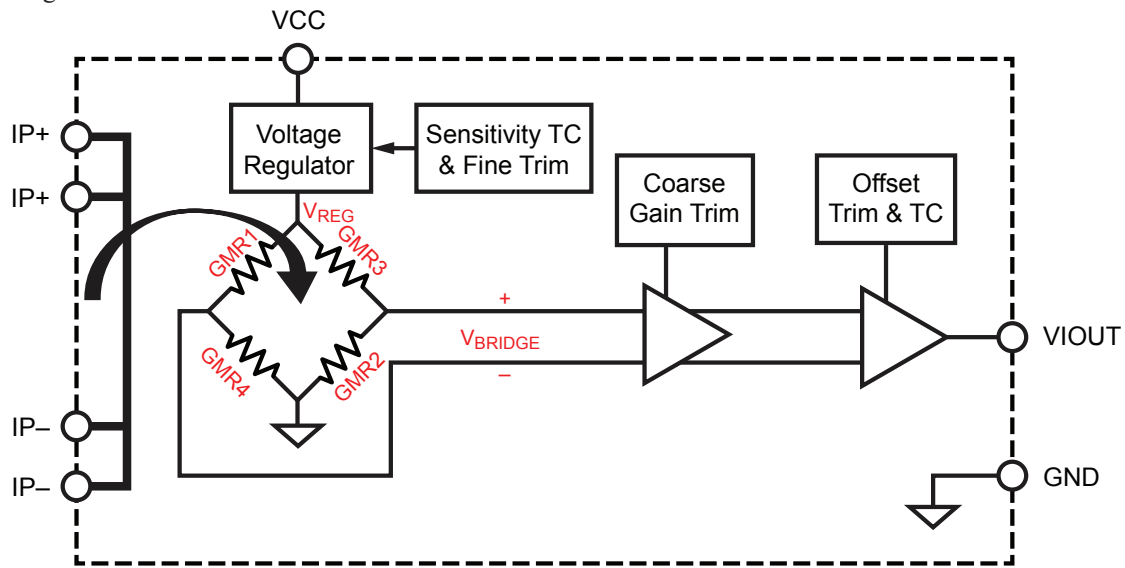 VCC
IP+
IP+
Voltage
Regulator
Sensitivity TC
& Fine Trim
Coarse
Gain Trim
Offset
Trim & TC
VREG
GMR1
GMR3
+
VBRIDGE
–
GMR4
GMR2
VIOUT
IP–
IP–
GND